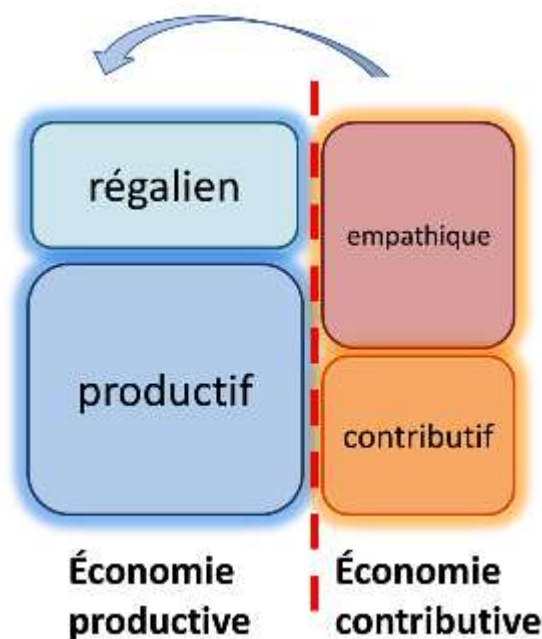 régalien
empathique
productif
contributif
Économie
productive
Économie
contributive